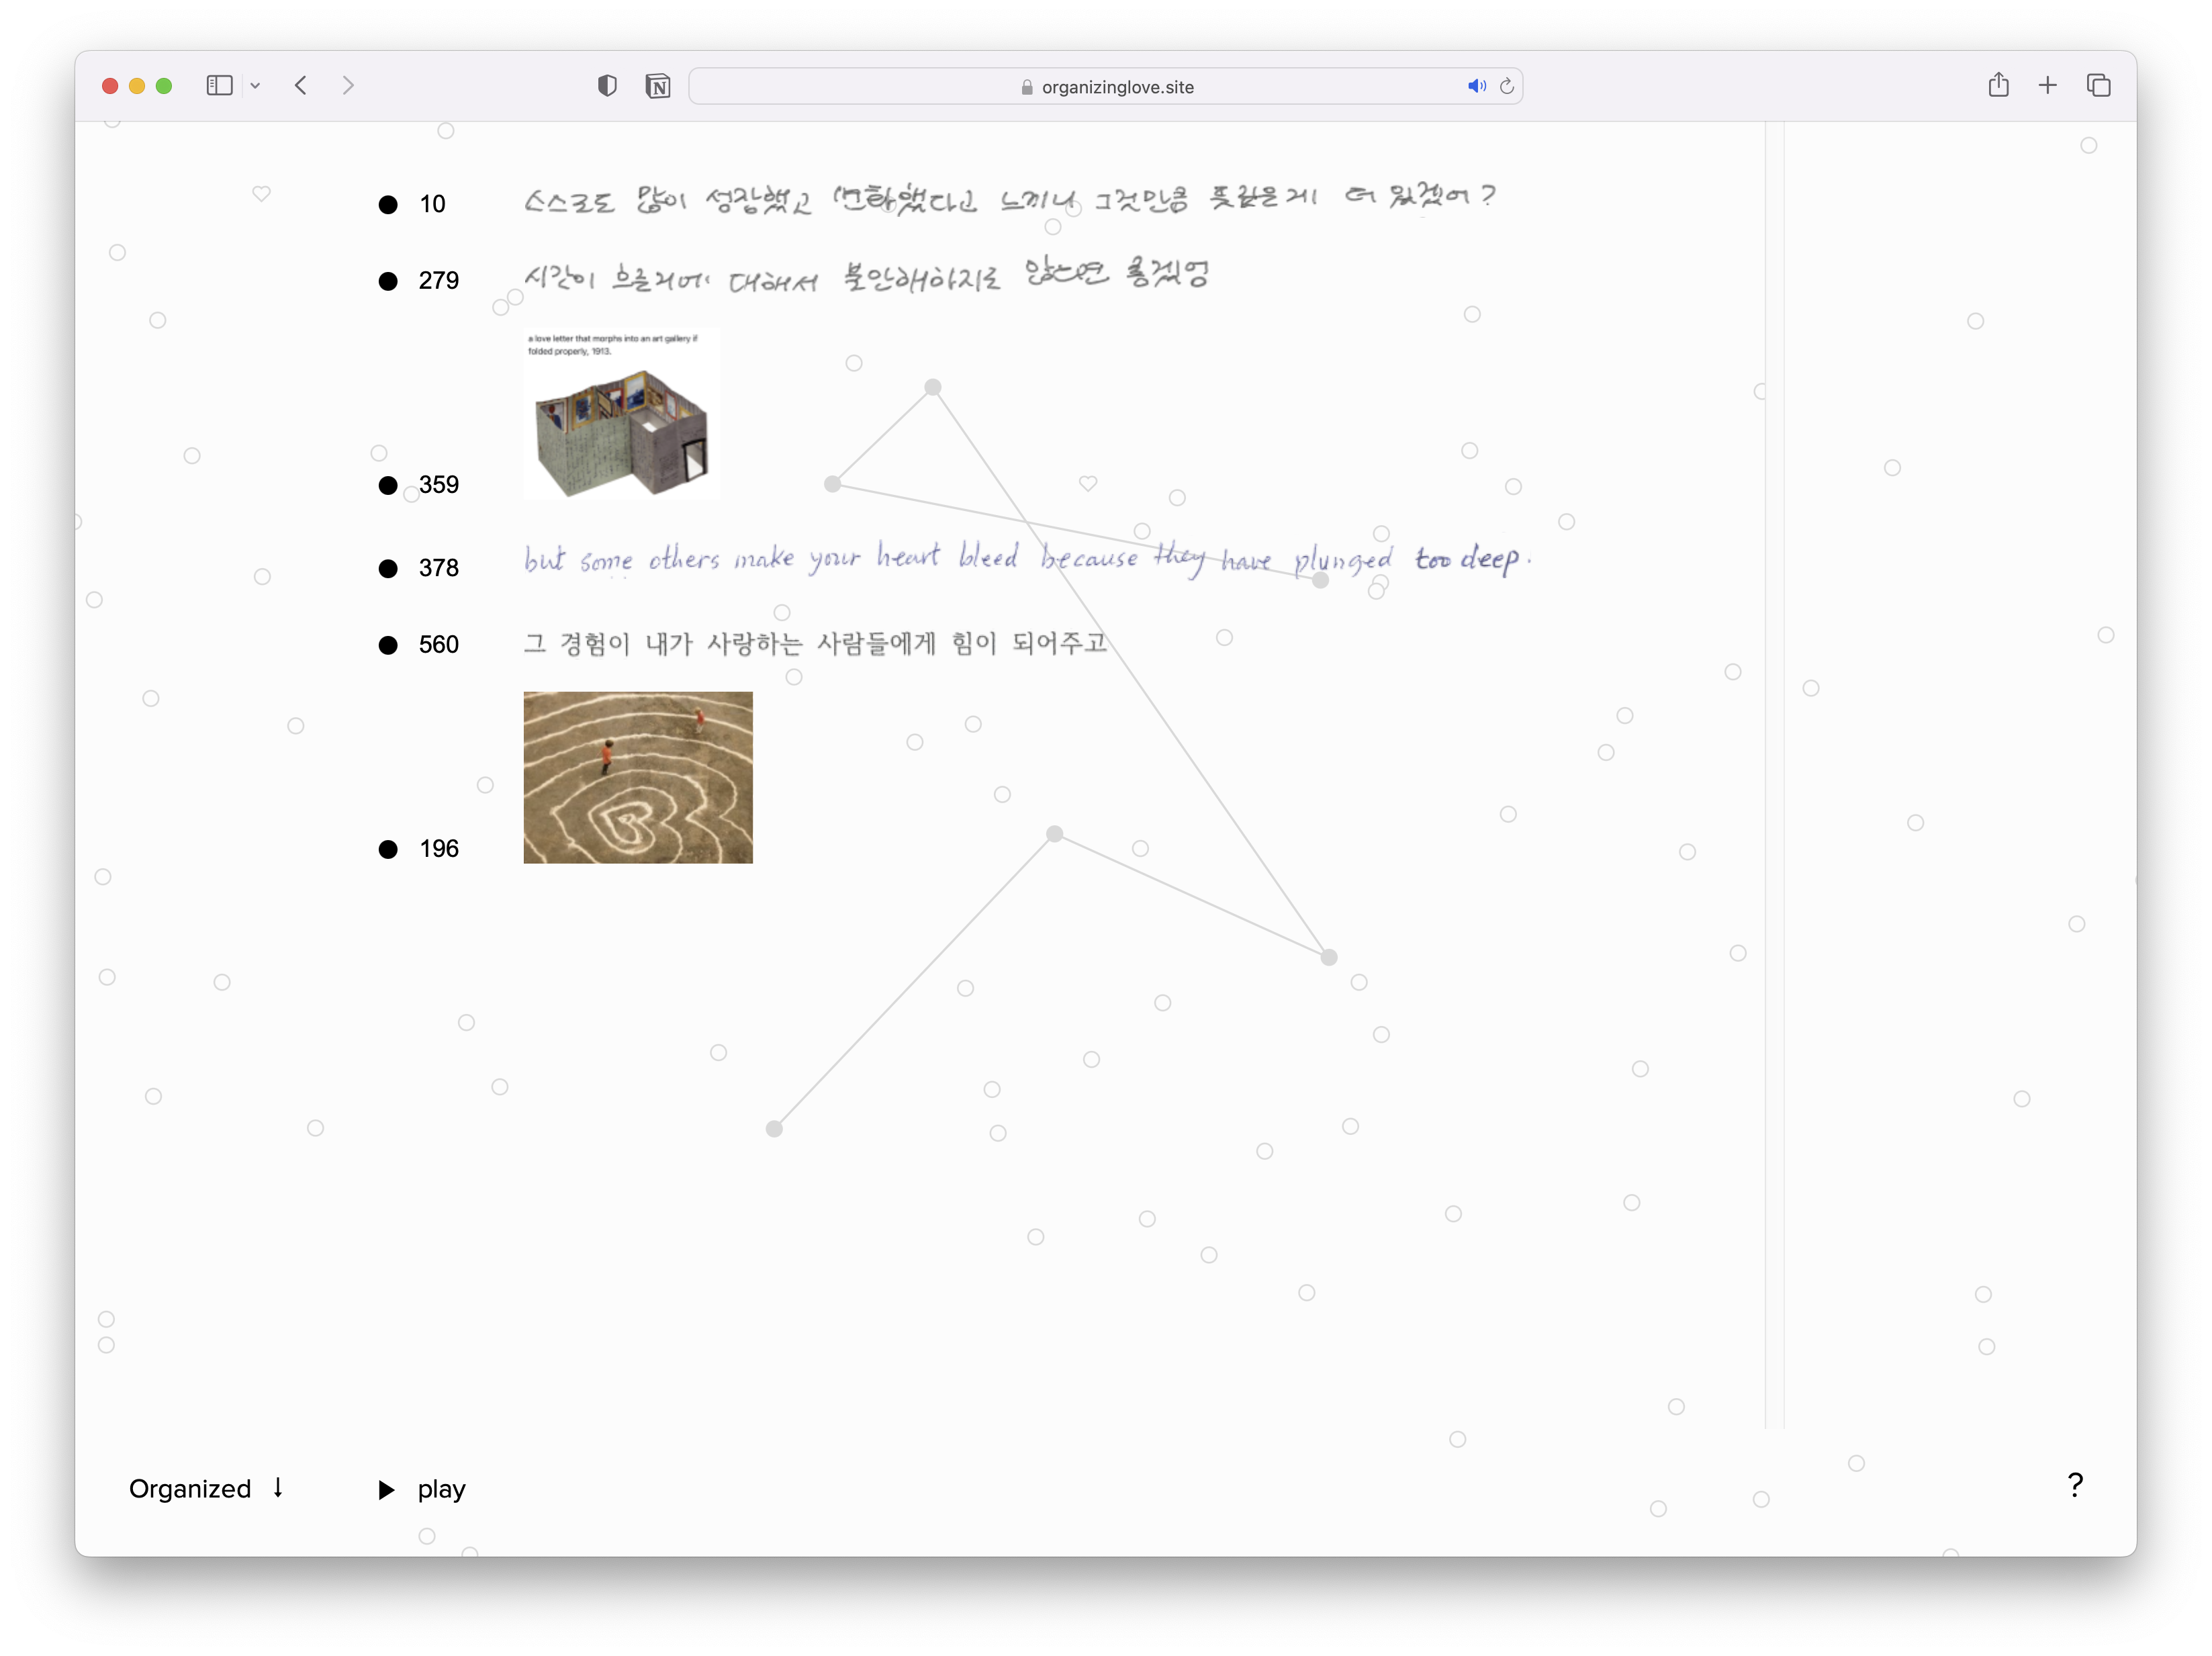 organizinglove.site
10 스스로도 많이 성장했고 변화했다고 느끼니 그것만큼 뜻깊은게 더 뭐있겠어?
279 시간이 흐를거에 대해서 불안해하지도 않는면 좋겠엉
a love letter that morphs into an art gallery if
folded properly, 1913.
359
378 but some others make your heart bleed because they have plunged too deep.
560 그 경험이 내가 사랑하는 사람들에게 힘이 되어주고
196
Organized ↓ play ?